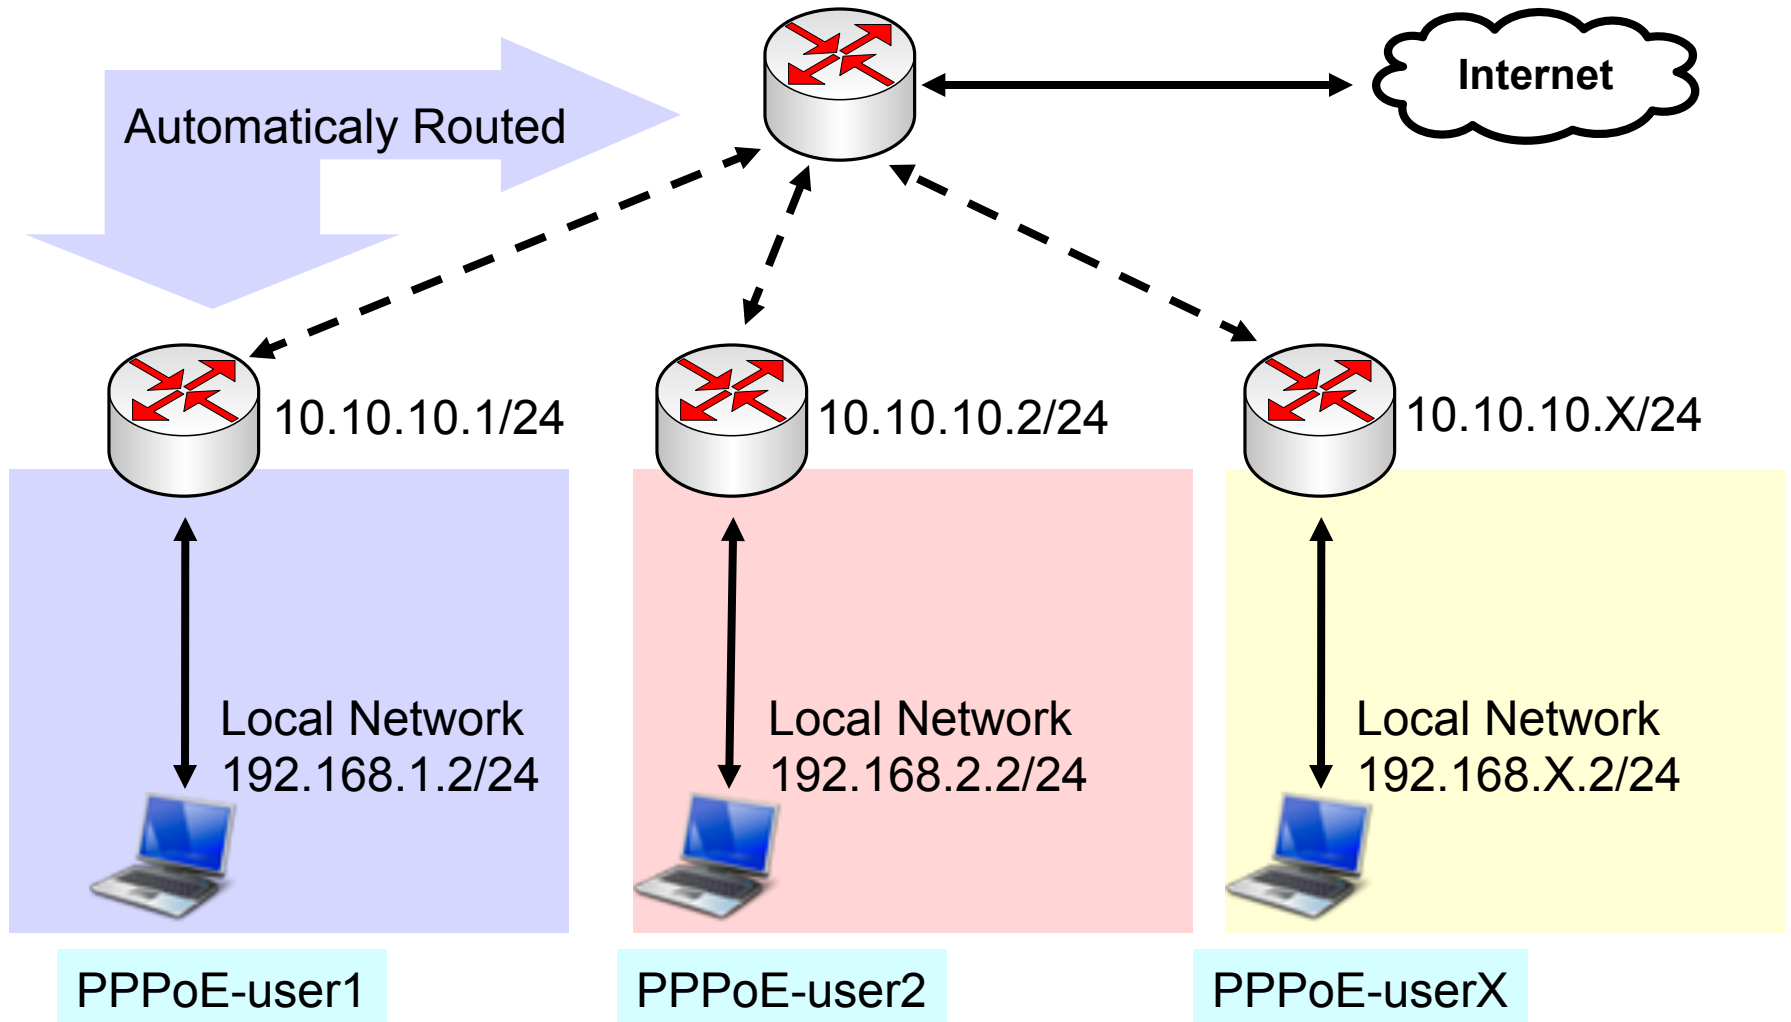 Internet
Automaticaly Routed
10.10.10.1/24
10.10.10.2/24
10.10.10.X/24
Local Network
192.168.1.2/24
Local Network
192.168.2.2/24
Local Network
192.168.X.2/24
PPPoE-user1
PPPoE-user2
PPPoE-userX